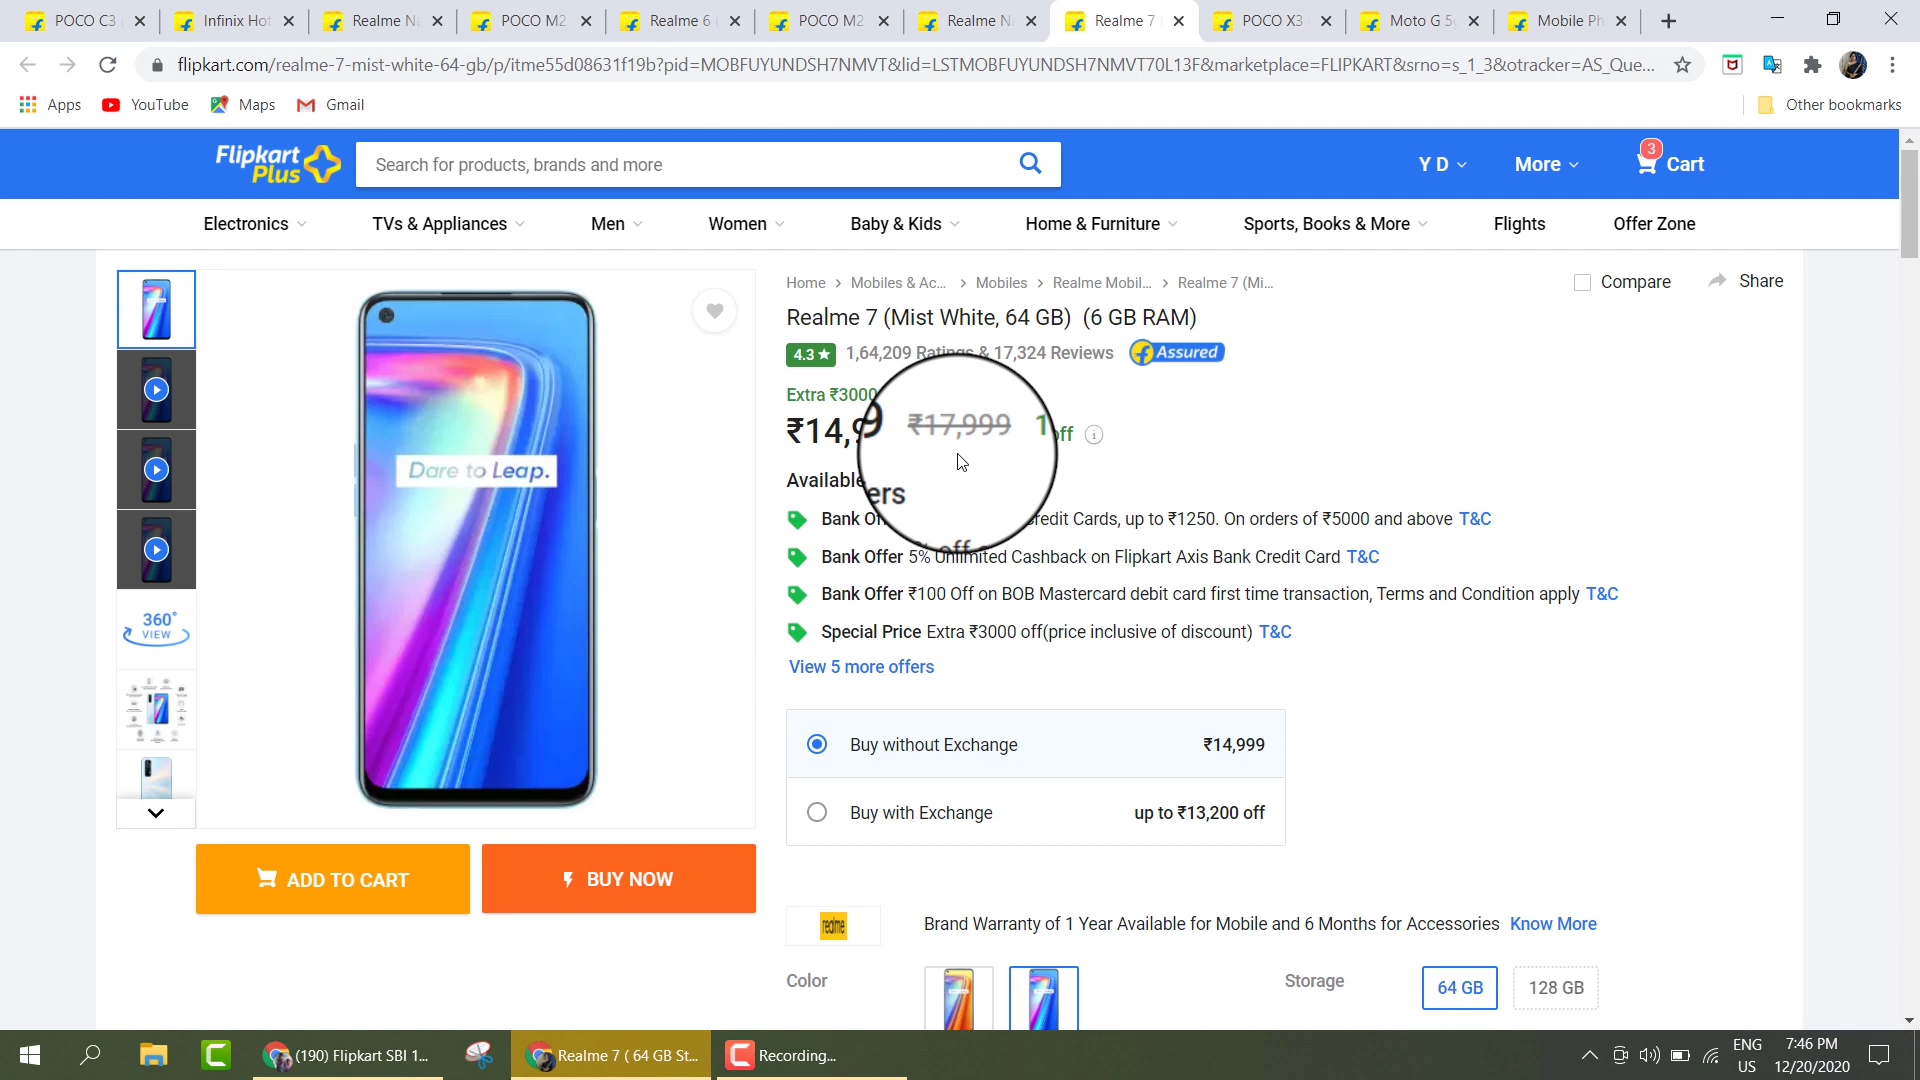 POCO C3
Infinix Hot
Realme N
POCO M2
Realme 6
POCO M2
Realme N
Realme 7
POCO X3
Moto G 5g
Mobile Ph
flipkart.com/realme-7-mist-white-64-gb/p/itme55d08631f19b?pid=MOBFUYUNDSH7NMVT&lid=LSTMOBFUYUNDSH7NMVT70L13F&marketplace=FLIPKART&srno=s_1_3&otracker=AS_Que...
Apps YouTube Maps Gmail Other bookmarks
Flipkart
Plus
Search for products, brands and more
Y D More 3 Cart
Electronics TVs & Appliances Men Women Baby & Kids Home & Furniture Sports, Books & More Flights Offer Zone
Home > Mobiles & Ac... > Mobiles > Realme Mobil... > Realme 7 (Mi...
Compare Share
Realme 7 (Mist White, 64 GB) (6 GB RAM)
4.3★ 1,64,209 Ratings & 17,324 Reviews Assured
Extra ₹3000
₹14,99 ₹17,999 1 off
Available ers
Bank Of Credit Cards, up to ₹1250. On orders of ₹5000 and above T&C
Bank Offer 5% Unlimited Cashback on Flipkart Axis Bank Credit Card T&C
Bank Offer ₹100 Off on BOB Mastercard debit card first time transaction, Terms and Condition apply T&C
Special Price Extra ₹3000 off(price inclusive of discount) T&C
View 5 more offers
Dare to Leap.
360°
VIEW
Buy without Exchange ₹14,999
Buy with Exchange up to ₹13,200 off
ADD TO CART BUY NOW
realme Brand Warranty of 1 Year Available for Mobile and 6 Months for Accessories Know More
Color Storage 64 GB 128 GB
(190) Flipkart SBI 1...
Realme 7 ( 64 GB St...
Recording...
ENG
US
7:46 PM
12/20/2020